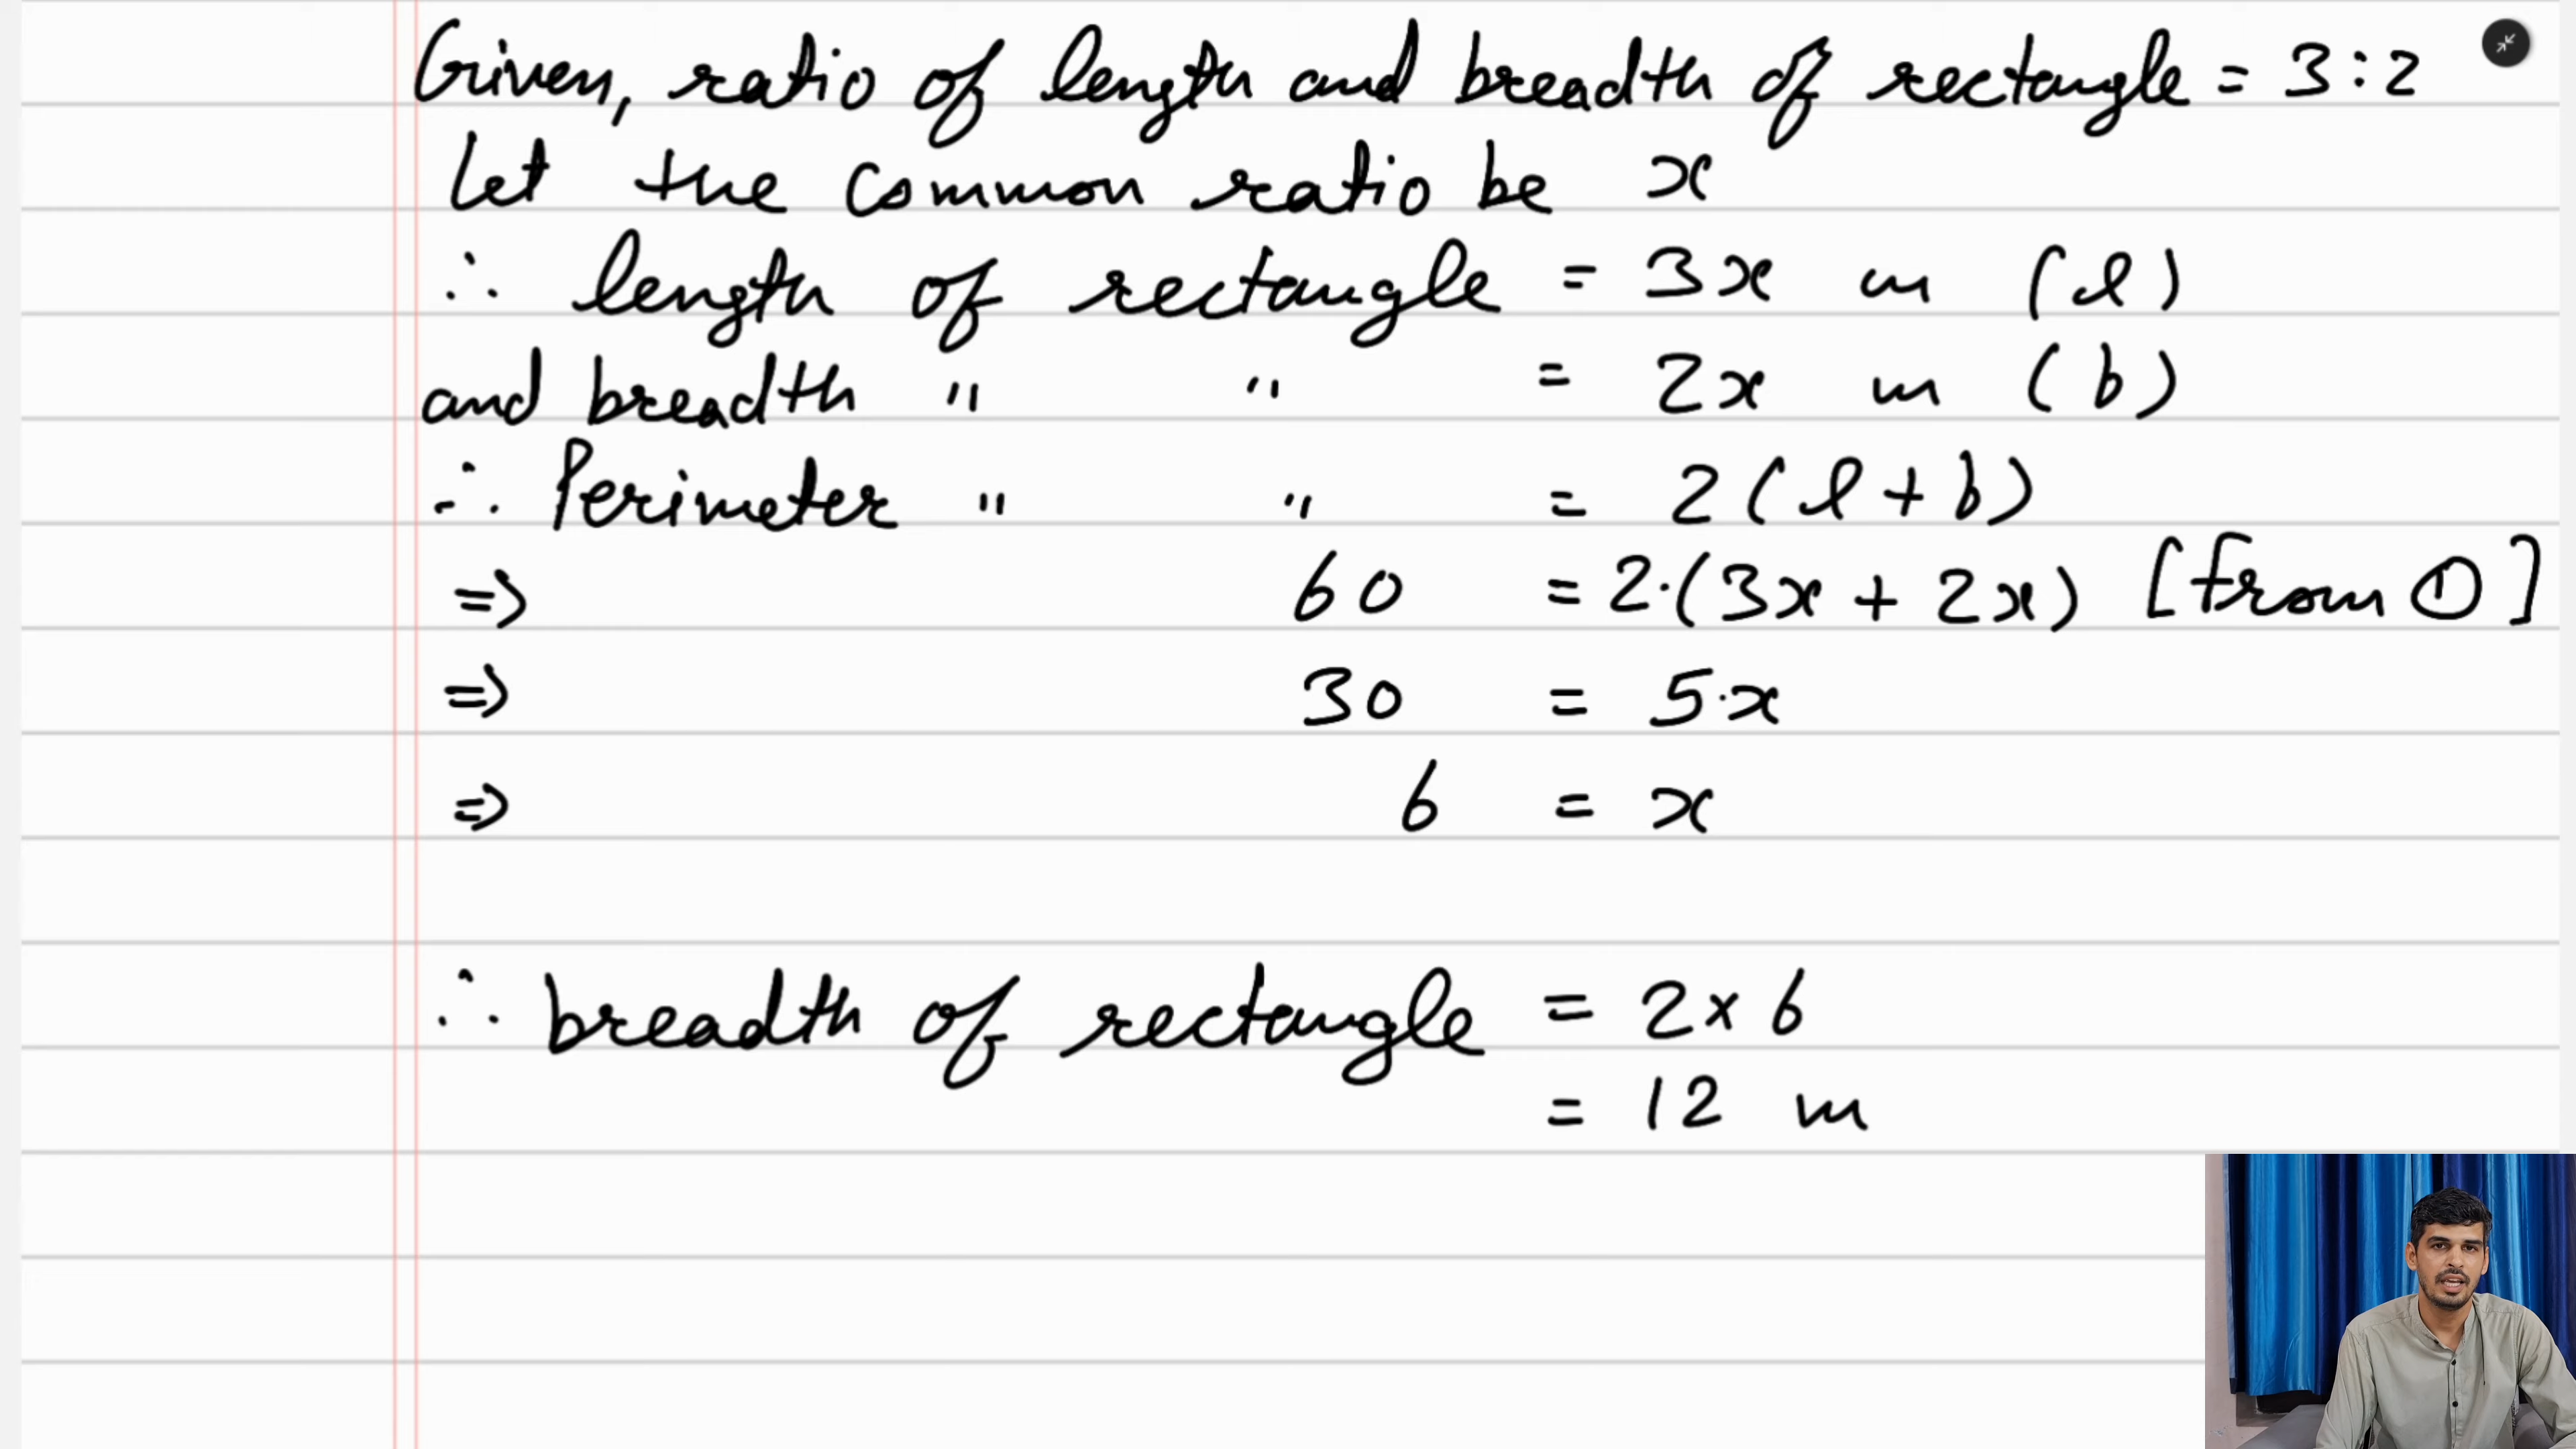 Given, ratio of length and breadth of rectangle = 3:2
Let the common ratio be x
∴ length of rectangle = 3x m (l)
and breadth " " = 2x m (b)
∴ Perimeter " " = 2(l+b)
=> 60 = 2·(3x + 2x) [from ①]
=> 30 = 5·x
=> 6 = x
∴ breadth of rectangle = 2 x 6
= 12 m